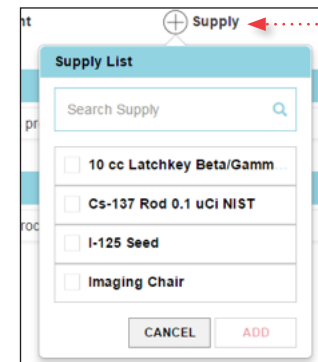 nt
Supply
Supply List
Search Supply
pr
10 cc Latchkey Beta/Gamm
Cs-137 Rod 0.1 uCi NIST
roc
I-125 Seed
Imaging Chair
CANCEL
ADD